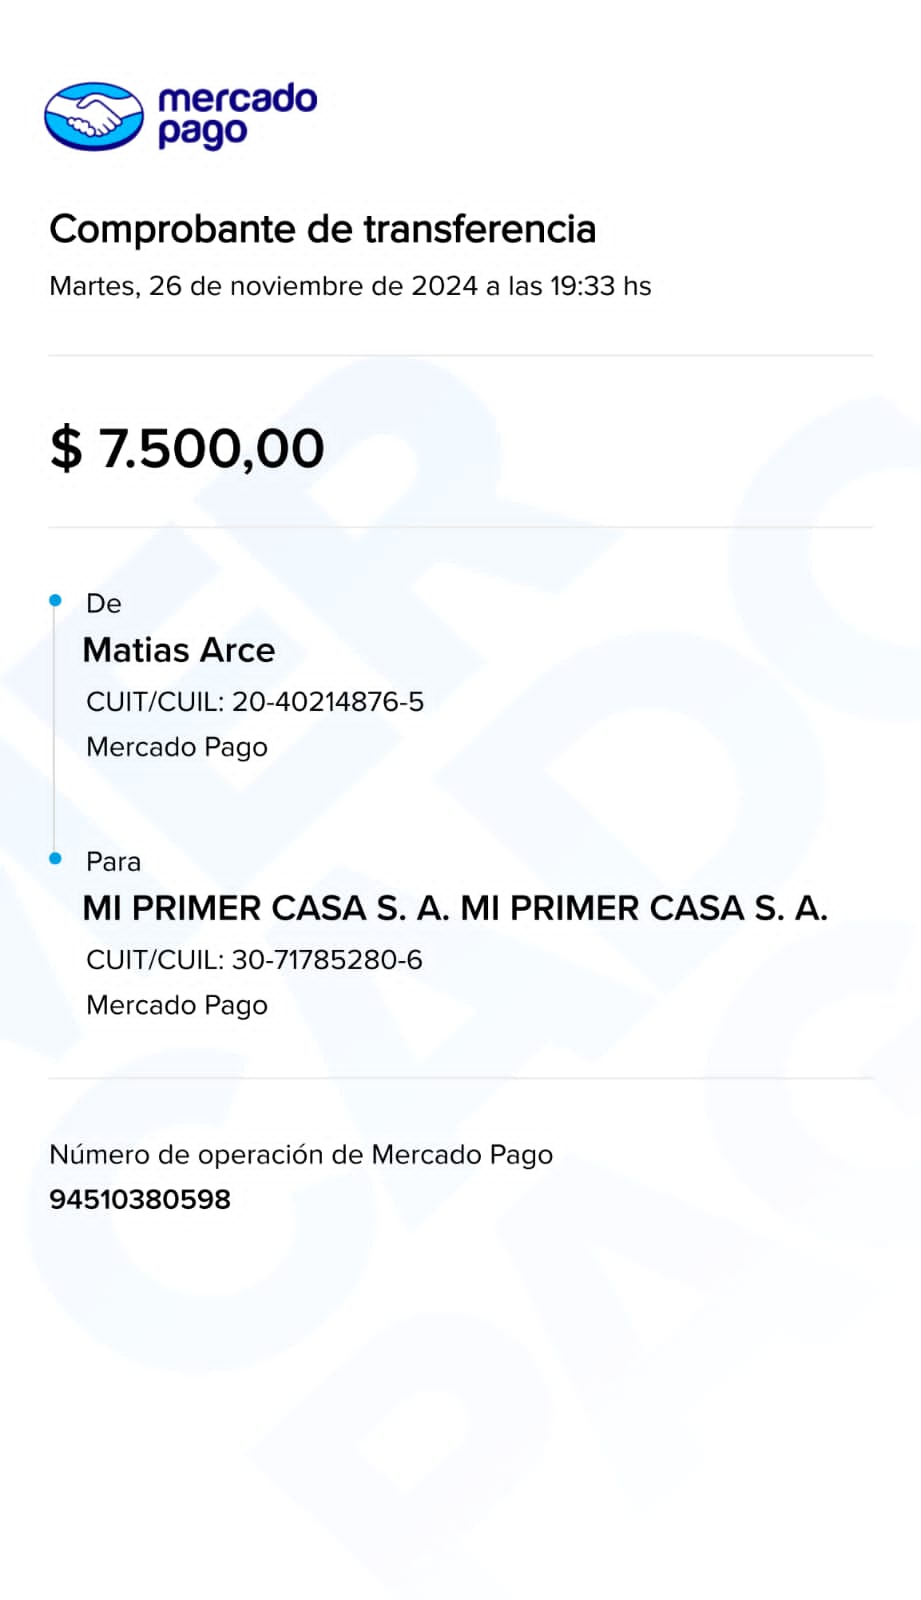 mercado
pago
Comprobante de transferencia
Martes, 26 de noviembre de 2024 a las 19:33 hs
$ 7.500,00
De
Matias Arce
CUIT/CUIL: 20-40214876-5
Mercado Pago
Para
MI PRIMER CASA S. A. MI PRIMER CASA S. A.
CUIT/CUIL: 30-71785280-6
Mercado Pago
Número de operación de Mercado Pago
94510380598